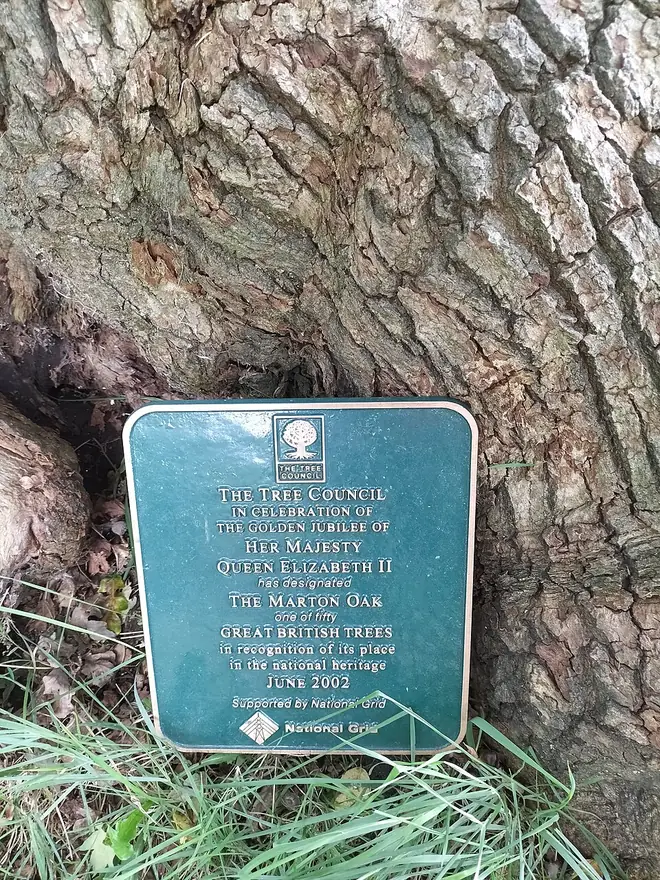 THE TREE
COUNCIL
THE TREE COUNCIL
IN CELEBRATION OF
THE GOLDEN JUBILEE OF
HER MAJESTY
QUEEN ELIZABETH II
has designated
THE MARTON OAK
one of fifty
GREAT BRITISH TREES
in recognition of its place
in the national heritage
JUNE 2002
Supported by National Grid
National Grid